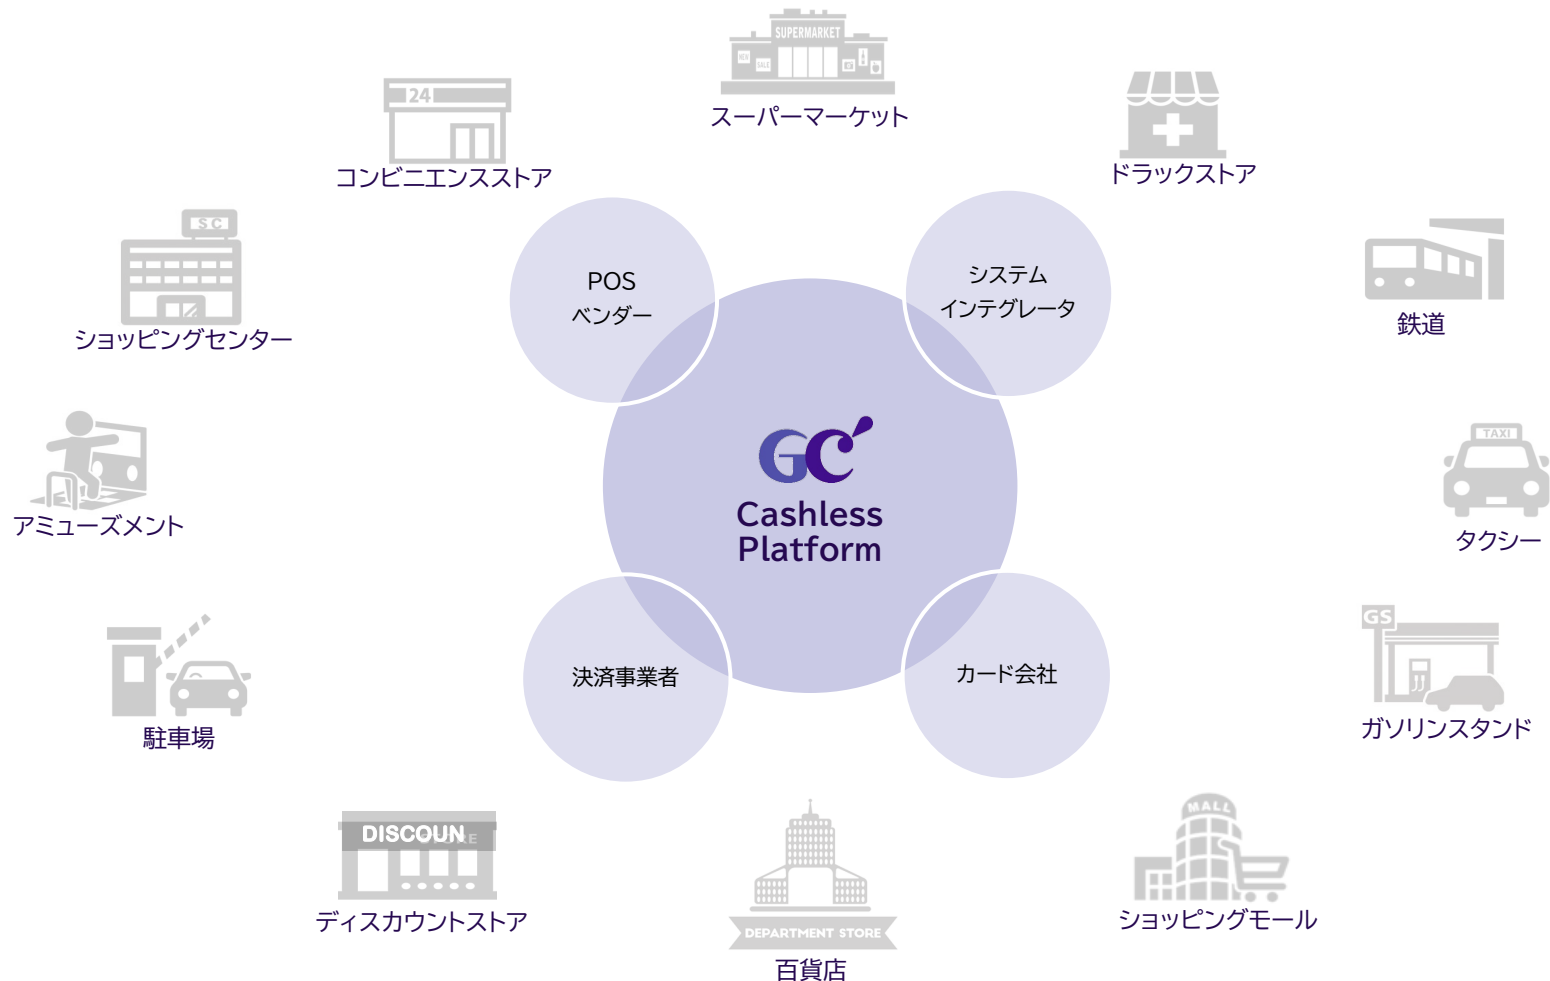 SUPERMARKET
NEW
SALE
スーパーマーケット
24
コンビニエンスストア
ドラックストア
SC
ショッピングセンター
POS
ベンダー
システム
インテグレータ
鉄道
GC
Cashless
Platform
アミューズメント
TAXI
タクシー
決済事業者
カード会社
駐車場
GS
ガソリンスタンド
DISCOUN
STORE
ディスカウントストア
DEPARTMENT STORE
百貨店
MALL
ショッピングモール